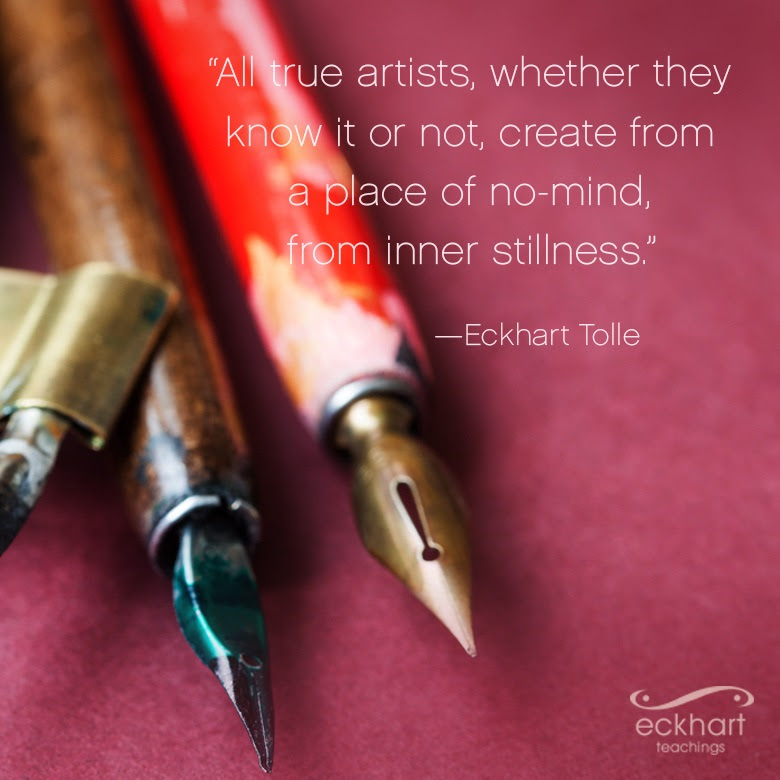 “All true artists, whether they
know it or not, create from
a place of no-mind,
from inner stillness.”
—Eckhart Tolle
eckhart
teachings